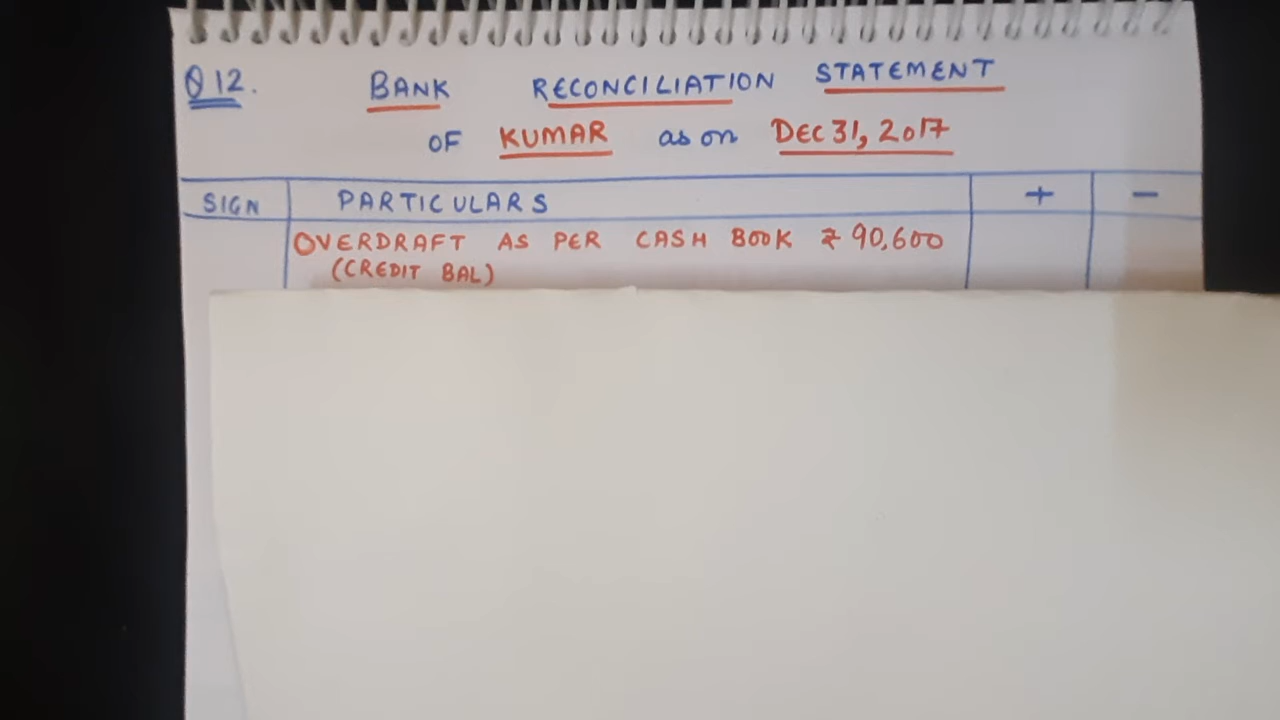 Q12. BANK RECONCILIATION STATEMENT
OF KUMAR as on DEC 31, 2017
SIGN PARTICULARS + −
OVERDRAFT AS PER CASH BOOK ₹ 90,600
(CREDIT BAL)